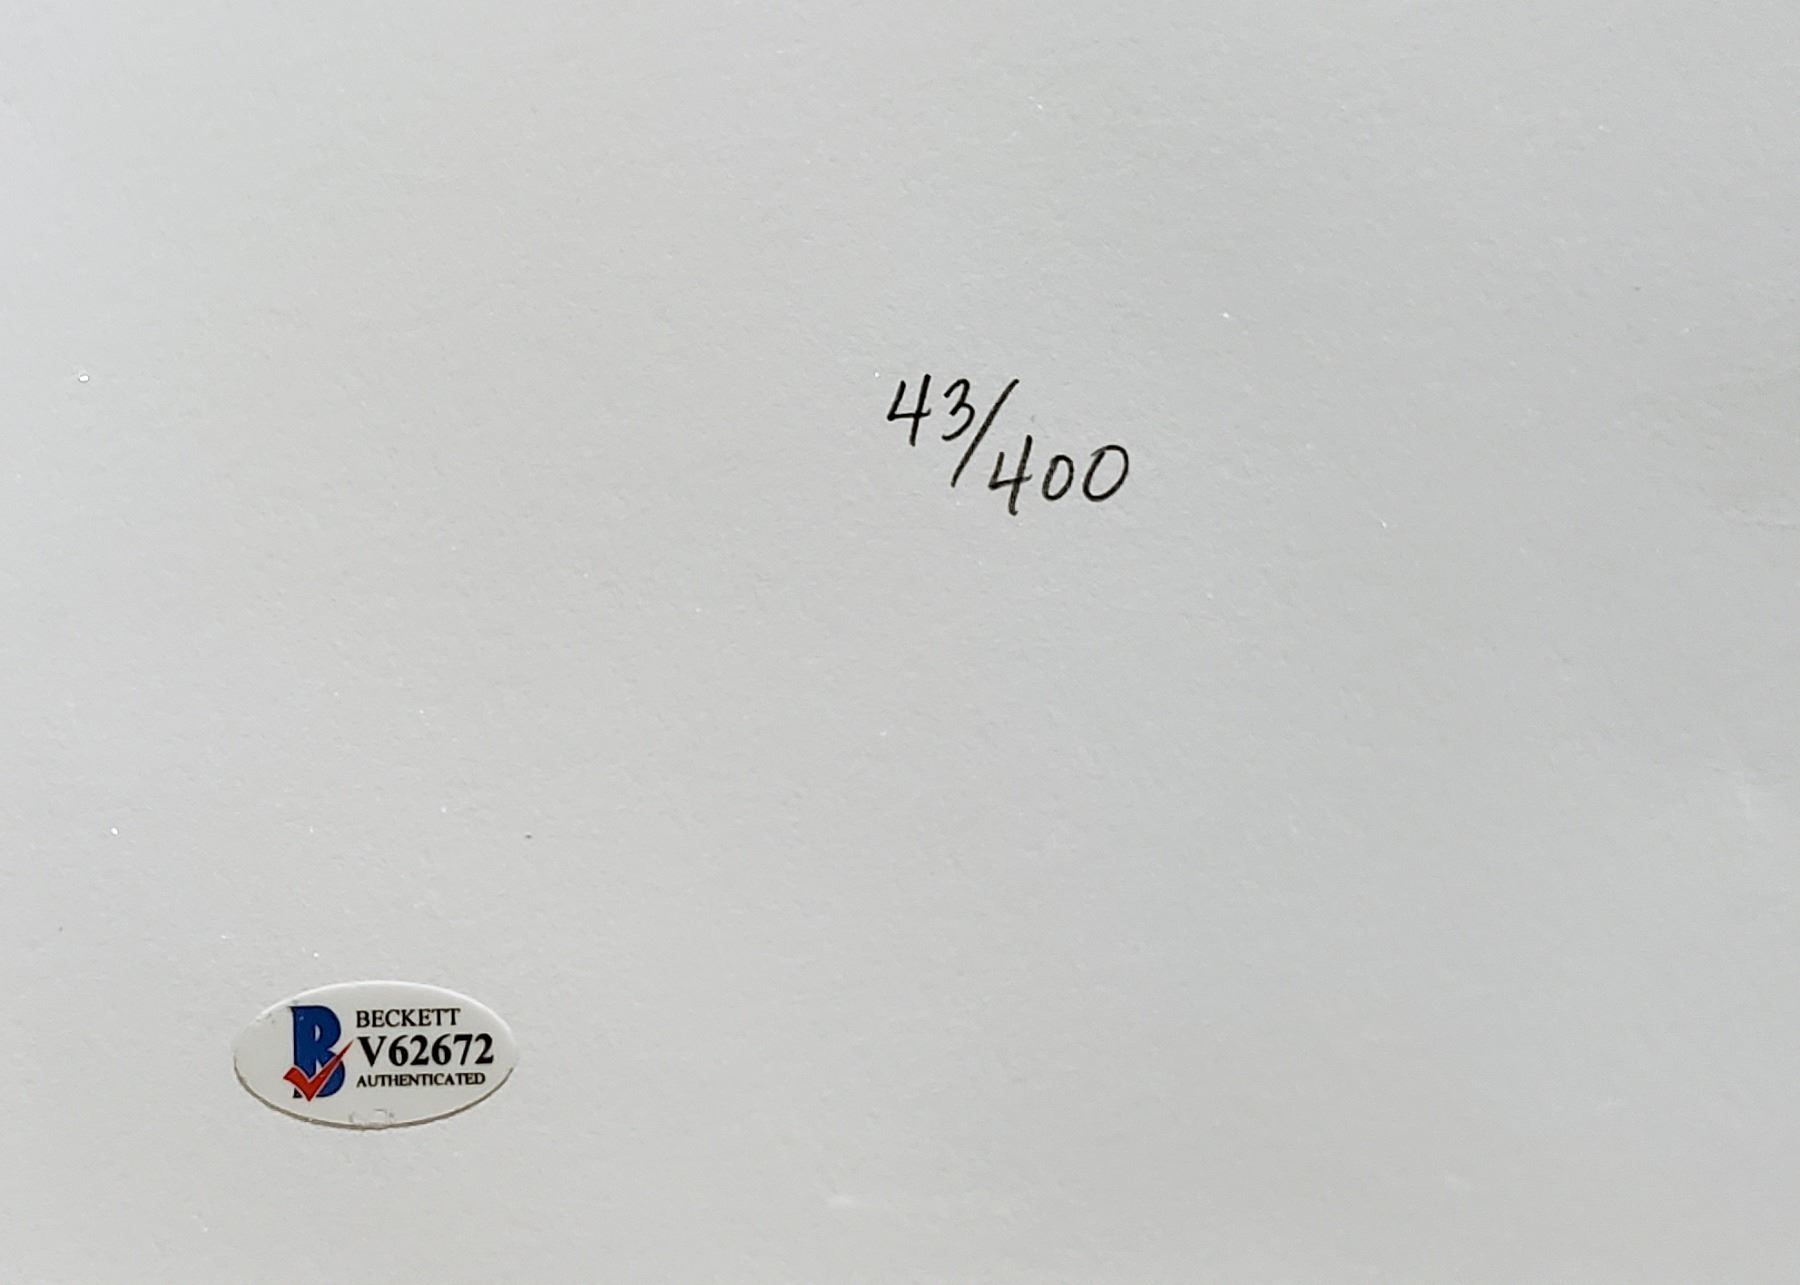 43/400
BECKETT
V62672
AUTHENTICATED